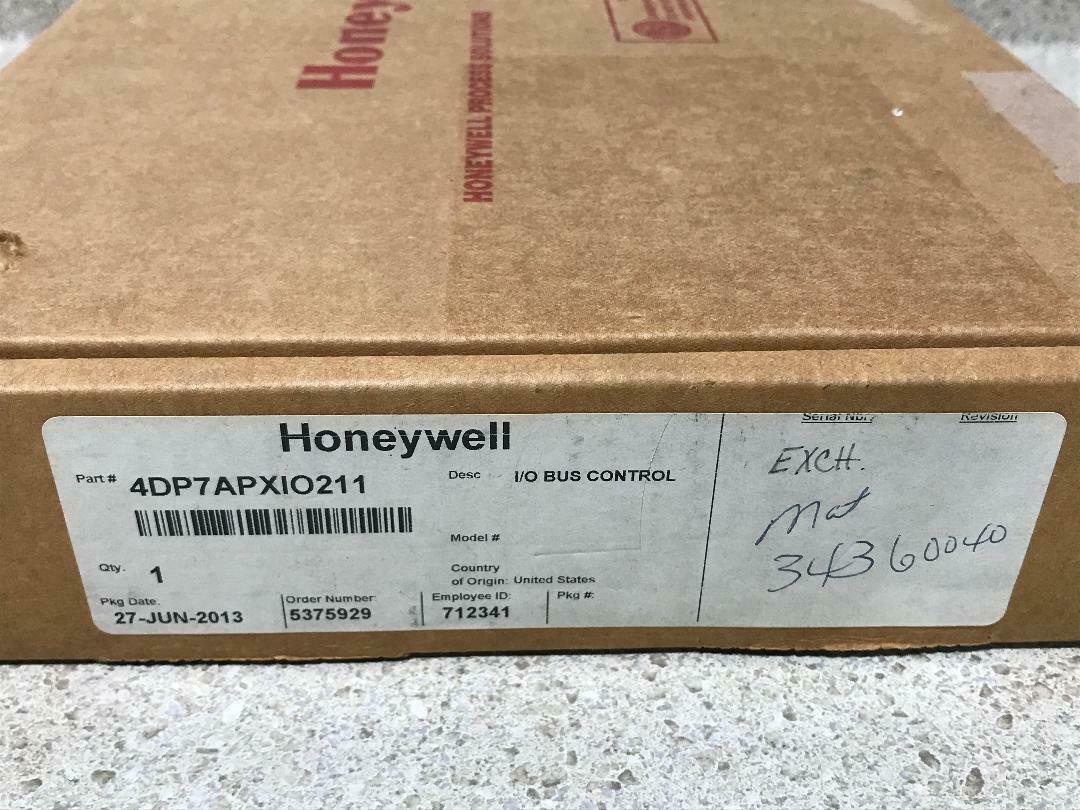 Honeywell
HONEYWELL PROCESS SOLUTIONS
Honeywell
Part # 4DP7APXIO211
Desc I/O BUS CONTROL
Model #
Qty. 1
Country
of Origin: United States
Pkg Date: 27-JUN-2013
Order Number: 5375929
Employee ID: 712341
Pkg #:
Serial Nbr.
Revision
EXCH.
Mat
34360040